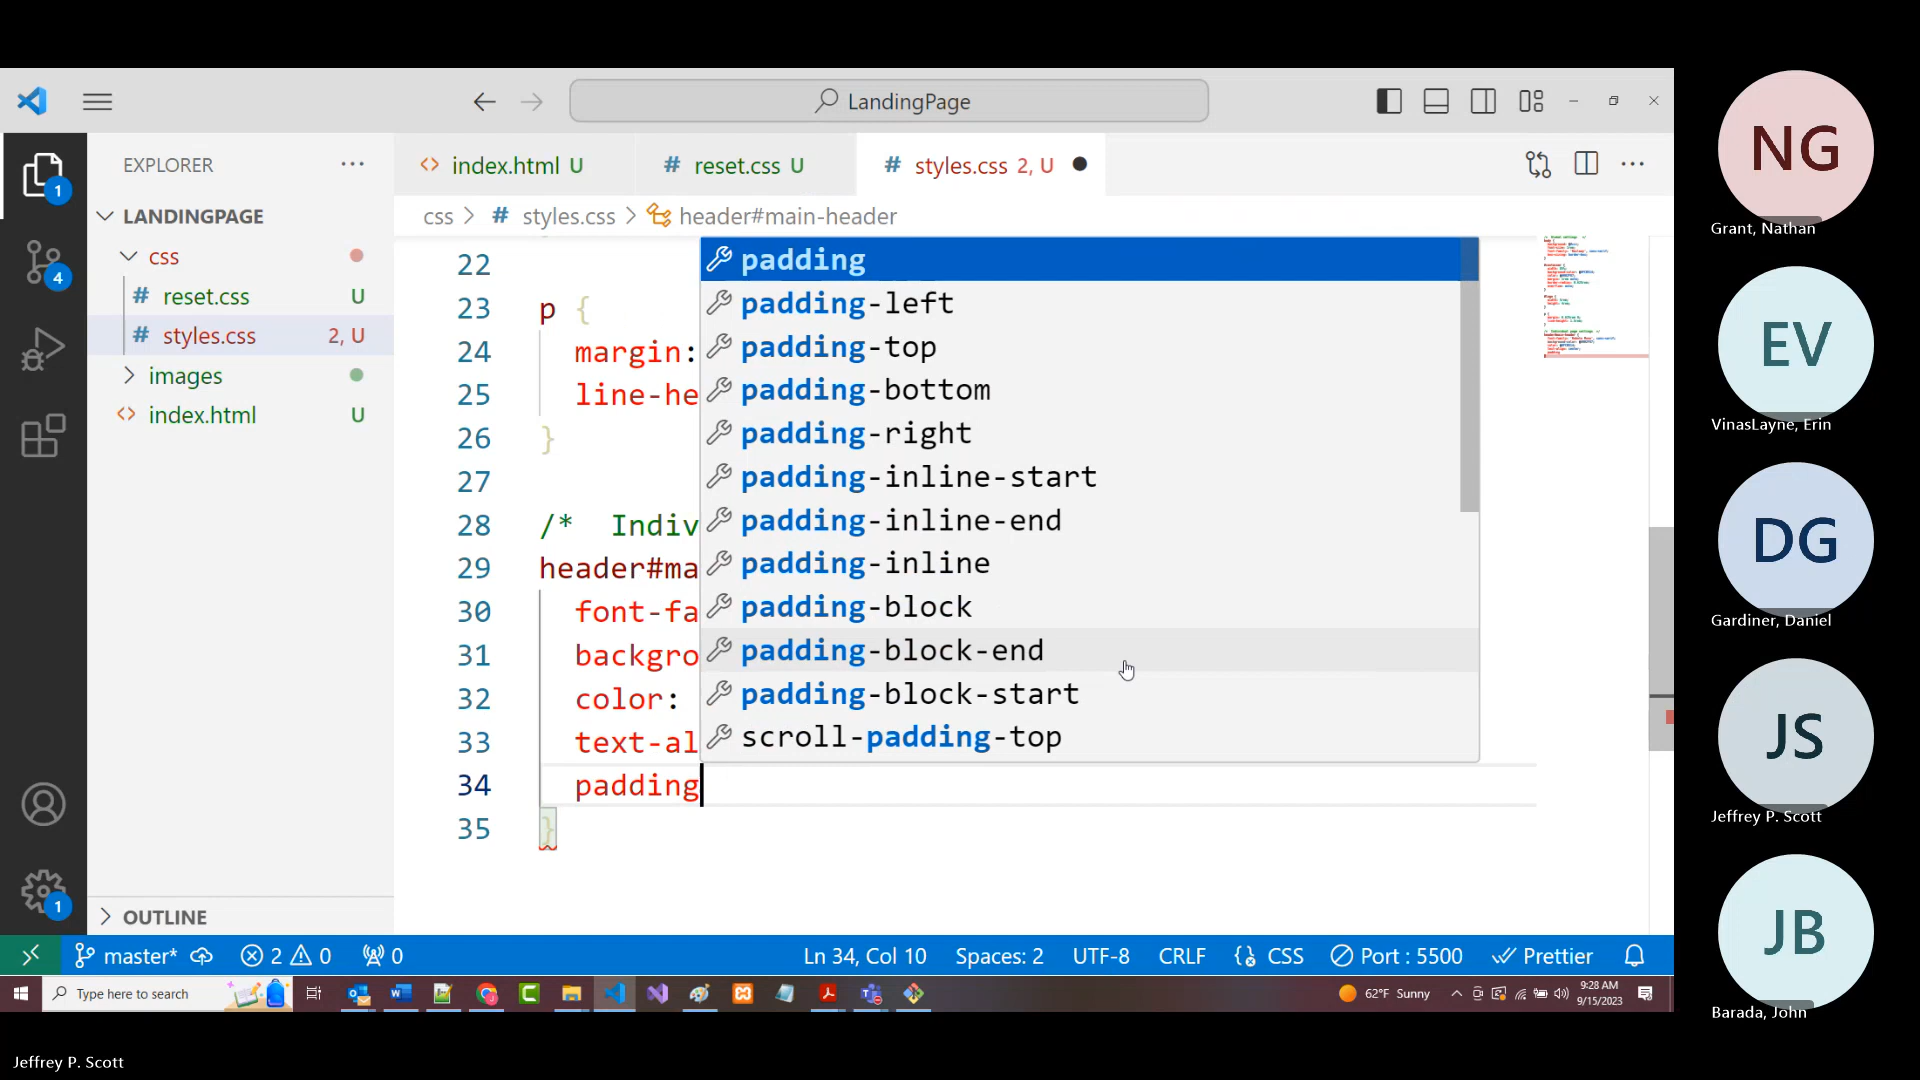 LandingPage
EXPLORER
index.html U
reset.css U
styles.css 2, U
LANDINGPAGE
css > # styles.css > header#main-header
css
# reset.css U
# styles.css 2, U
images
index.html U
OUTLINE
22
23 p {
24 margin:
25 line-he
26 }
27
28 /* Indiv
29 header#ma
30 font-fa
31 backgro
32 color:
33 text-al
34 padding
35 }
padding
padding-left
padding-top
padding-bottom
padding-right
padding-inline-start
padding-inline-end
padding-inline
padding-block
padding-block-end
padding-block-start
scroll-padding-top
1
4
1
master* 2 0 0 Ln 34, Col 10 Spaces: 2 UTF-8 CRLF CSS Port : 5500 Prettier
Type here to search
62°F Sunny
9:28 AM
9/15/2023
NG
Grant, Nathan
EV
VinasLayne, Erin
DG
Gardiner, Daniel
JS
Jeffrey P. Scott
JB
Barada, John
Jeffrey P. Scott